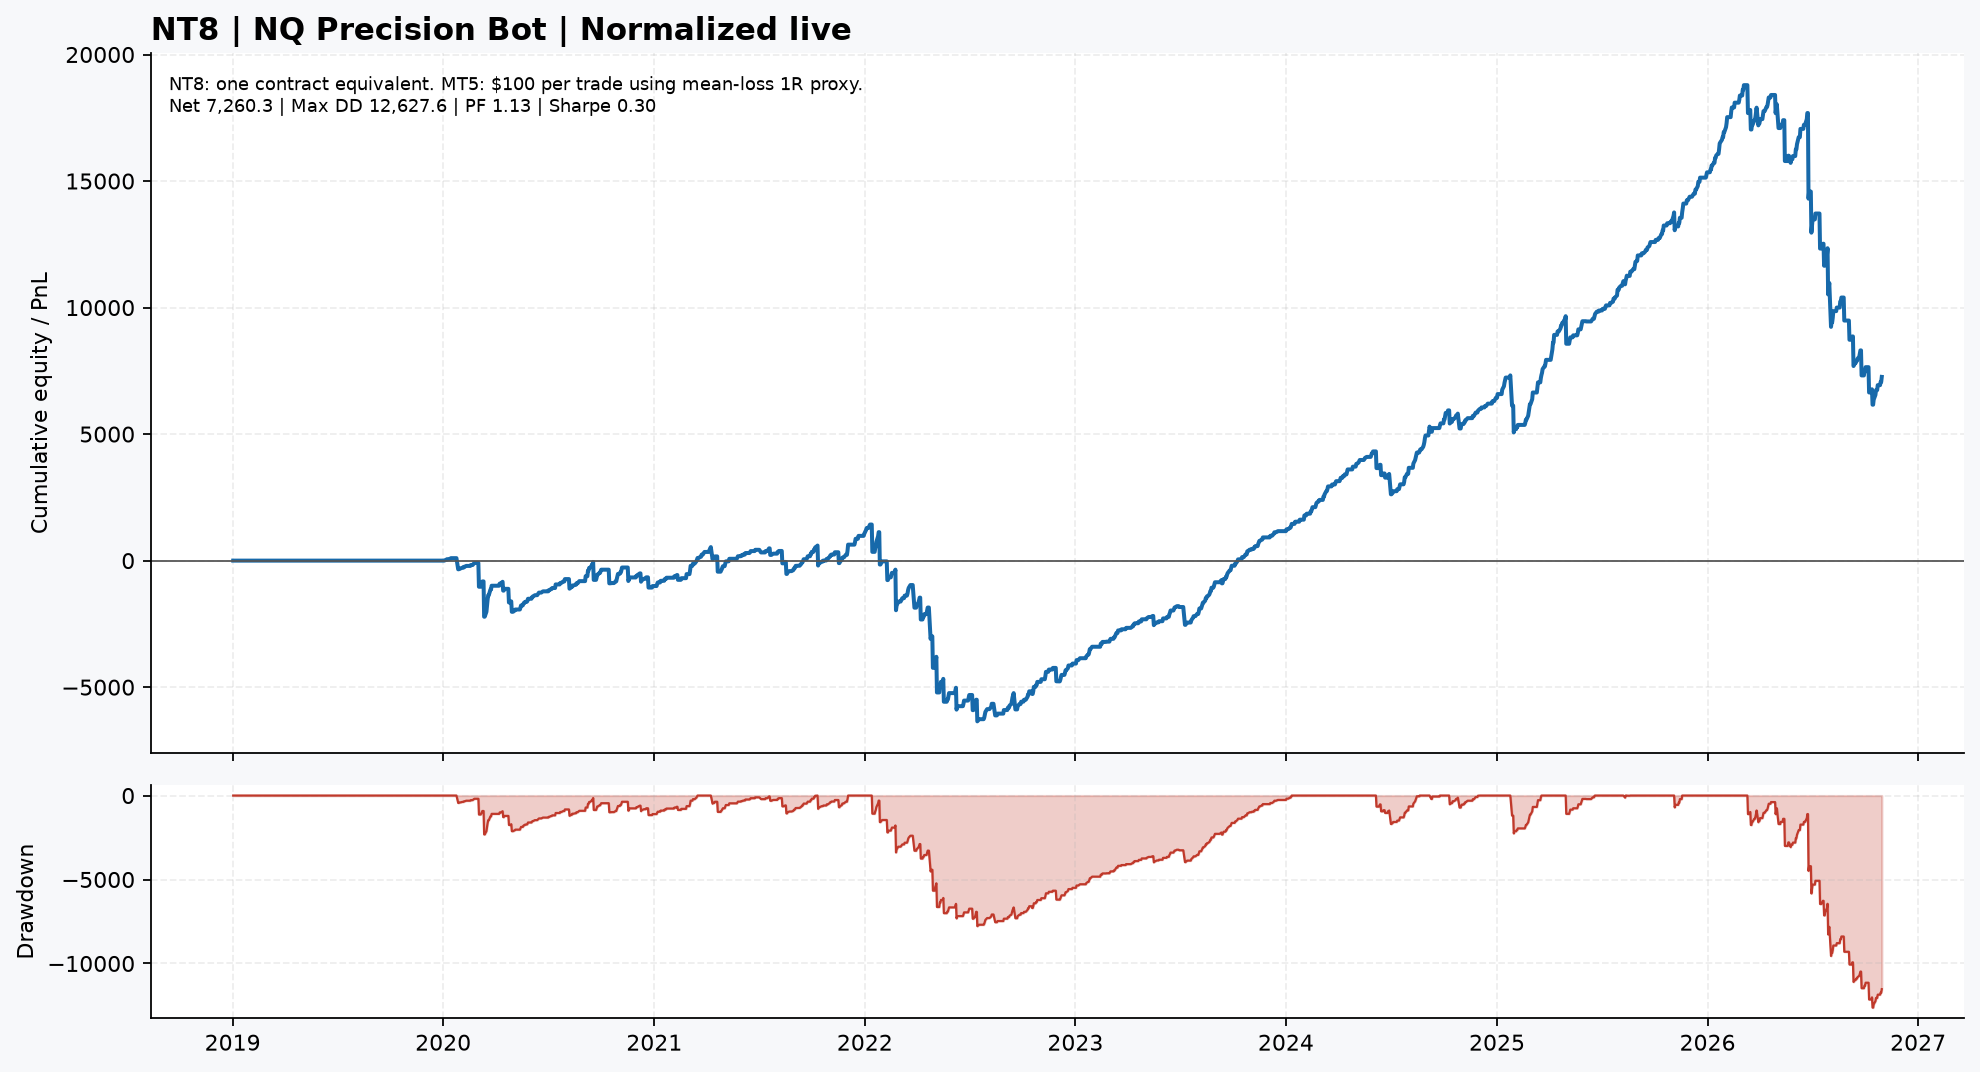 NT8 | NQ Precision Bot | Normalized live
NT8: one contract equivalent. MT5: $100 per trade using mean-loss 1R proxy.
Net 7,260.3 | Max DD 12,627.6 | PF 1.13 | Sharpe 0.30
Cumulative equity / PnL
20000
15000
10000
5000
0
−5000
Drawdown
0
−5000
−10000
2019 2020 2021 2022 2023 2024 2025 2026 2027